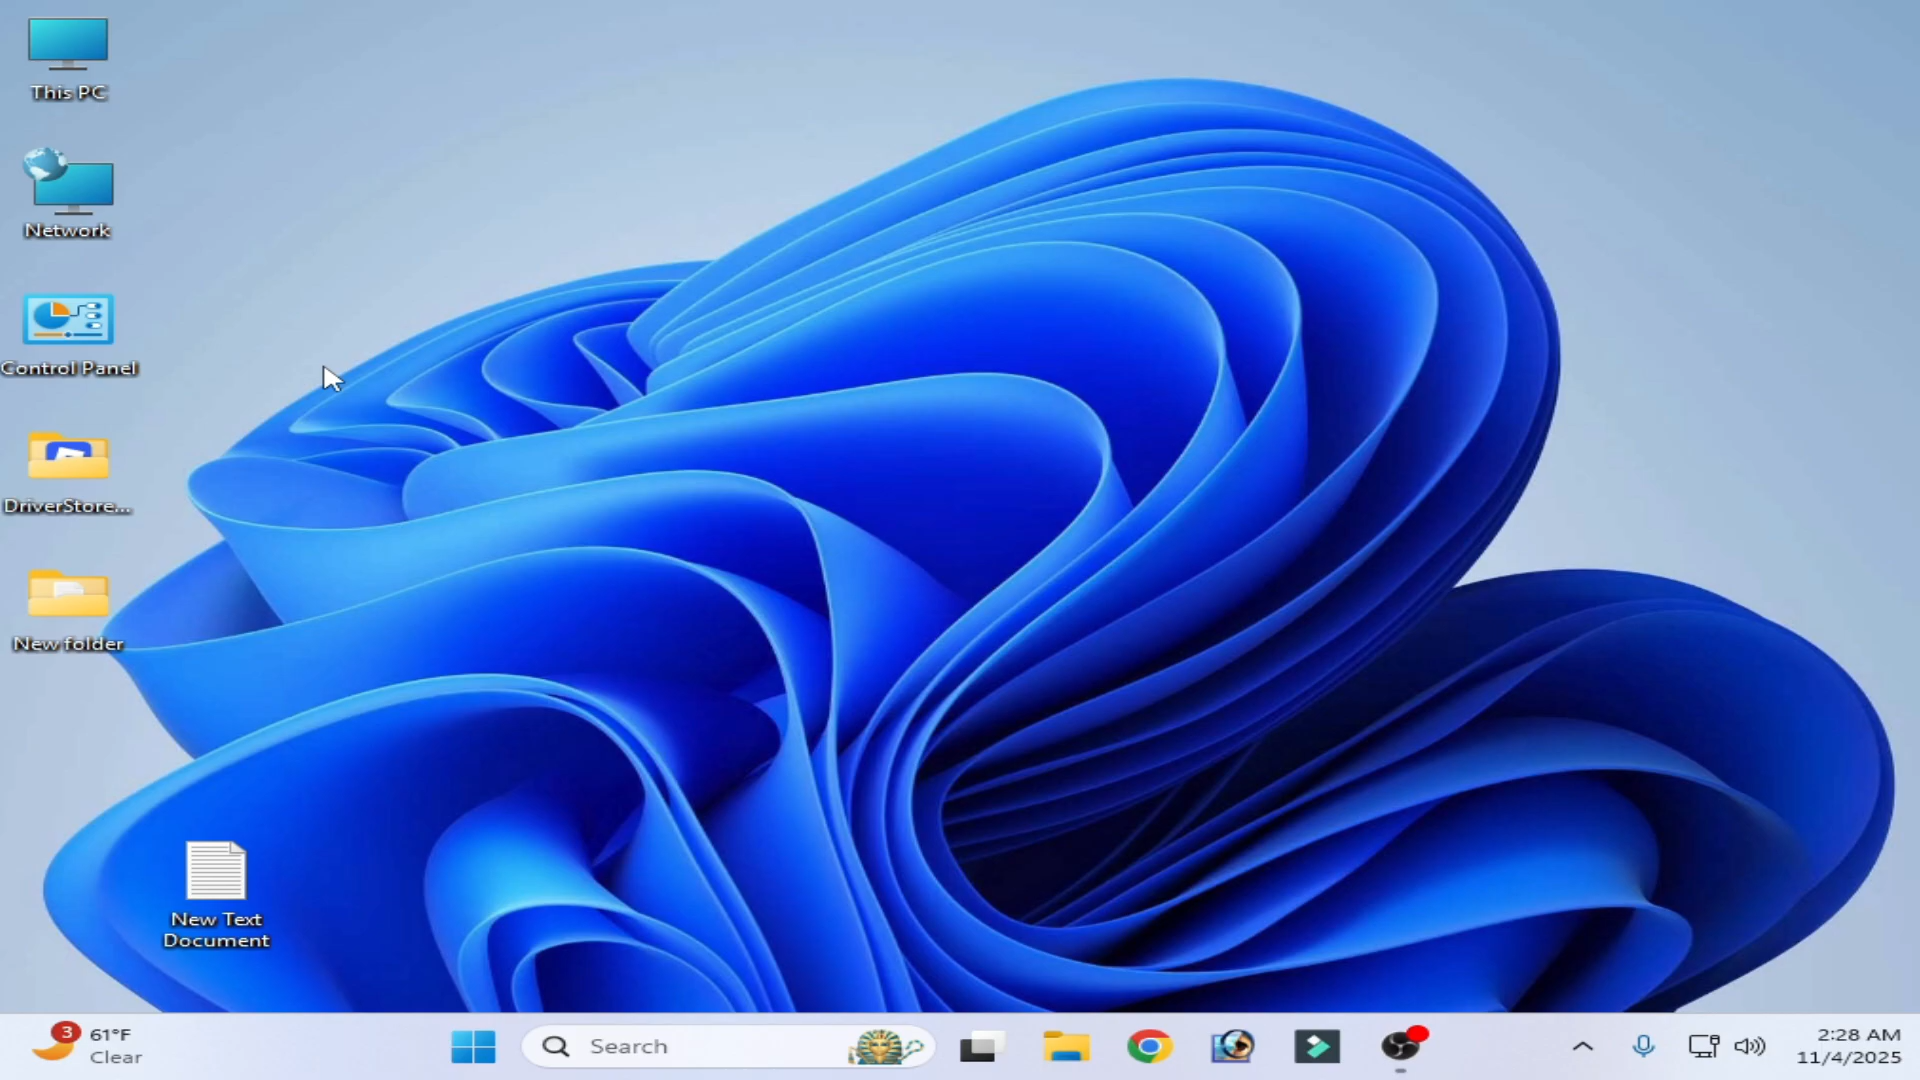 This PC
Network
Control Panel
DriverStore...
New folder
New Text
Document
3
61°F
Clear
Search
2:28 AM
11/4/2025